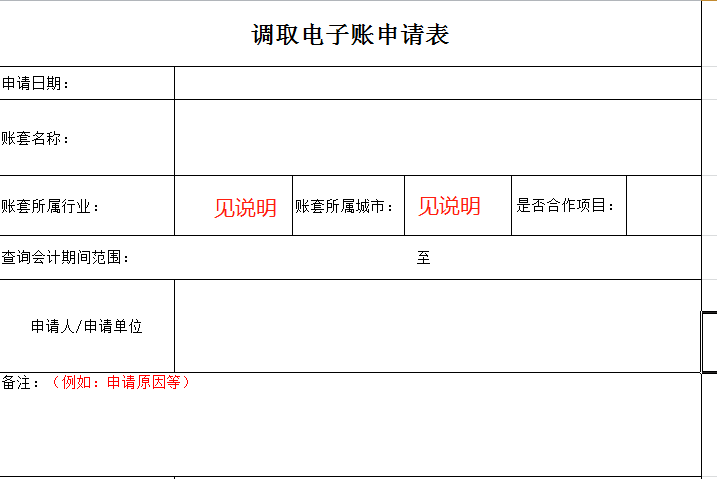 调取电子账申请表
申请日期：
账套名称：
账套所属行业： 见说明 账套所属城市： 见说明 是否合作项目：
查询会计期间范围： 至
申请人/申请单位
备注：（例如：申请原因等）